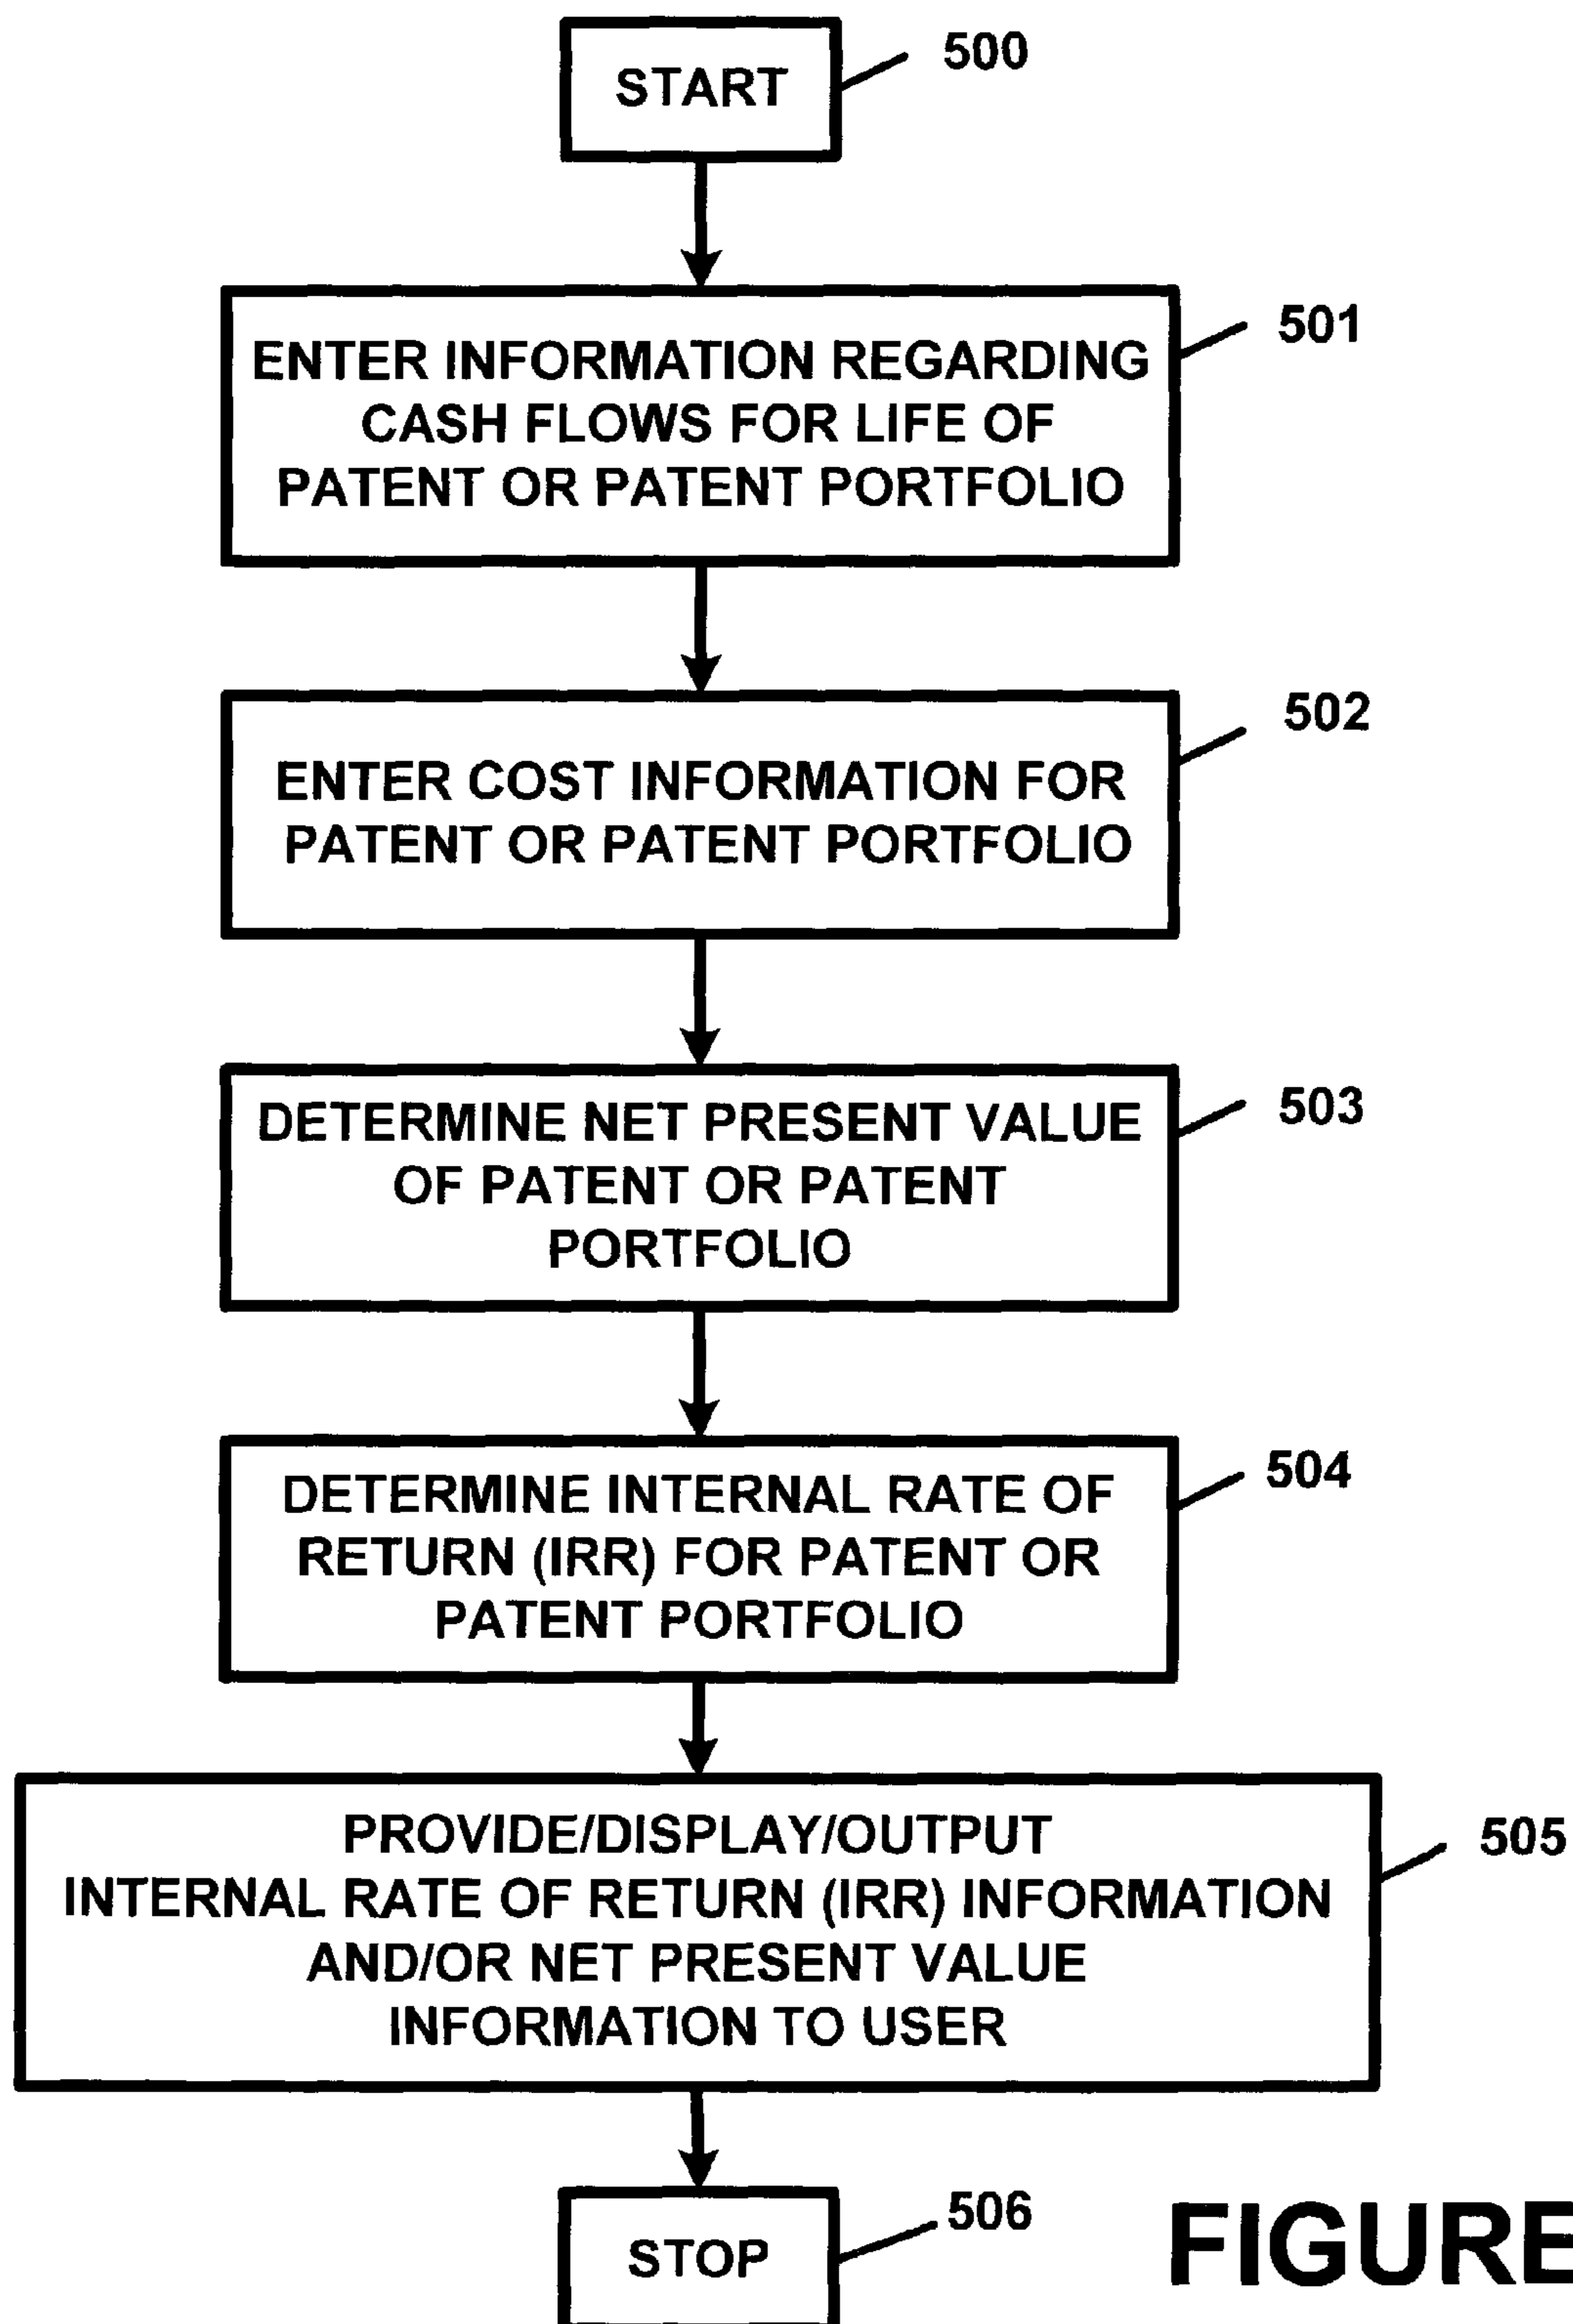 START
500
ENTER INFORMATION REGARDING
CASH FLOWS FOR LIFE OF
PATENT OR PATENT PORTFOLIO
501
ENTER COST INFORMATION FOR
PATENT OR PATENT PORTFOLIO
502
DETERMINE NET PRESENT VALUE
OF PATENT OR PATENT
PORTFOLIO
503
DETERMINE INTERNAL RATE OF
RETURN (IRR) FOR PATENT OR
PATENT PORTFOLIO
504
PROVIDE/DISPLAY/OUTPUT
INTERNAL RATE OF RETURN (IRR) INFORMATION
AND/OR NET PRESENT VALUE
INFORMATION TO USER
505
STOP
506
FIGURE